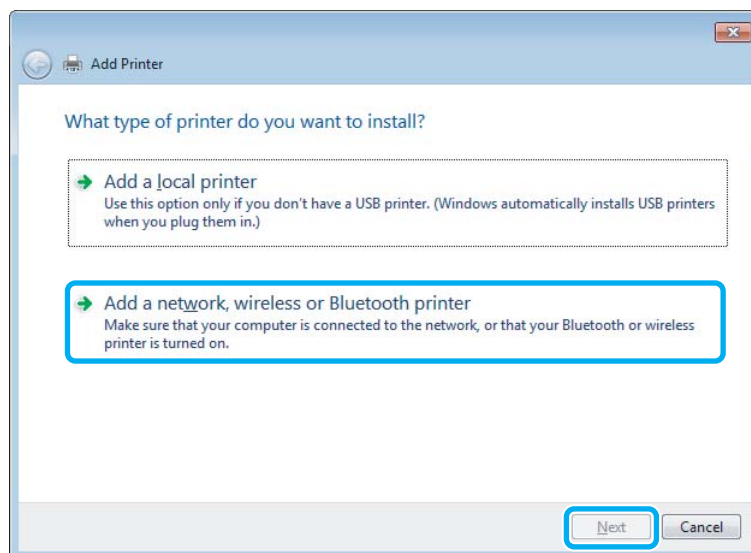 Add Printer
What type of printer do you want to install?
Add a local printer
Use this option only if you don't have a USB printer. (Windows automatically installs USB printers
when you plug them in.)
Add a network, wireless or Bluetooth printer
Make sure that your computer is connected to the network, or that your Bluetooth or wireless
printer is turned on.
Next
Cancel